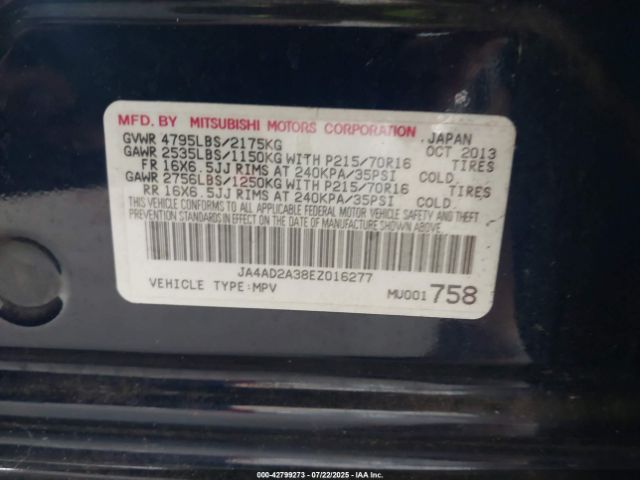 MFD. BY MITSUBISHI MOTORS CORPORATION, JAPAN
GVWR 4795LBS/2175KG OCT 2013
GAWR 2535LBS/1150KG WITH P215/70R16 TIRES
FR 16X6.5JJ RIMS AT 240KPA/35PSI COLD.
GAWR 2756LBS/1250KG WITH P215/70R16 TIRES
RR 16X6.5JJ RIMS AT 240KPA/35PSI COLD.
THIS VEHICLE CONFORMS TO ALL APPLICABLE FEDERAL MOTOR VEHICLE SAFETY AND THEFT
PREVENTION STANDARDS IN EFFECT ON THE DATE OF MANUFACTURE SHOWN ABOVE.
JA4AD2A38EZ016277
VEHICLE TYPE:MPV MU001 758
000-42799273 - 07/22/2025 - IAAI.com